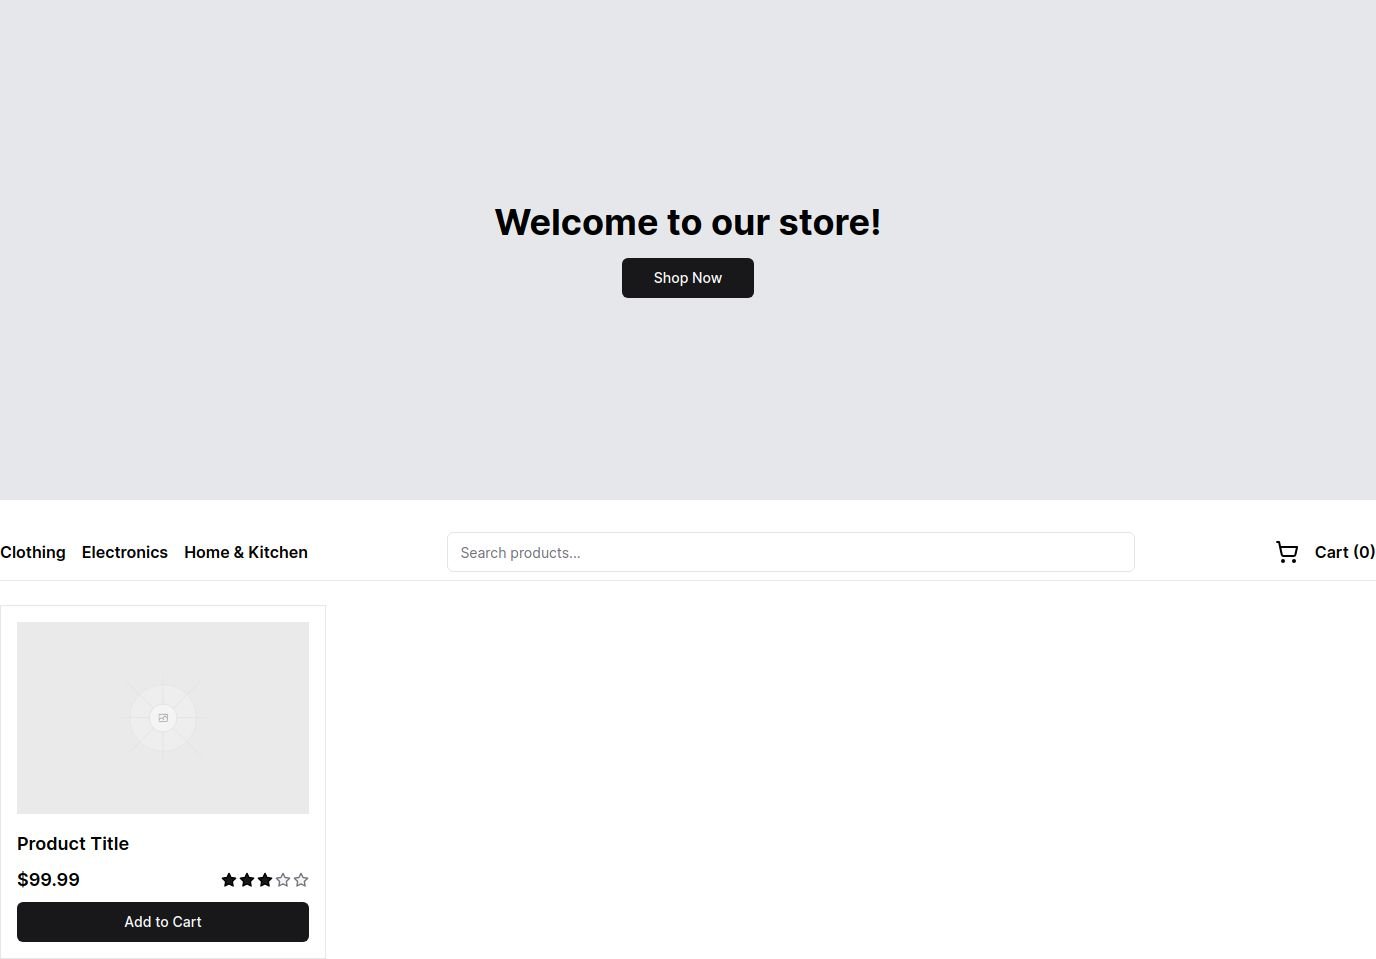 Welcome to our store!
Shop Now
Clothing Electronics Home & Kitchen Search products... Cart (0)
Product Title
$99.99
Add to Cart